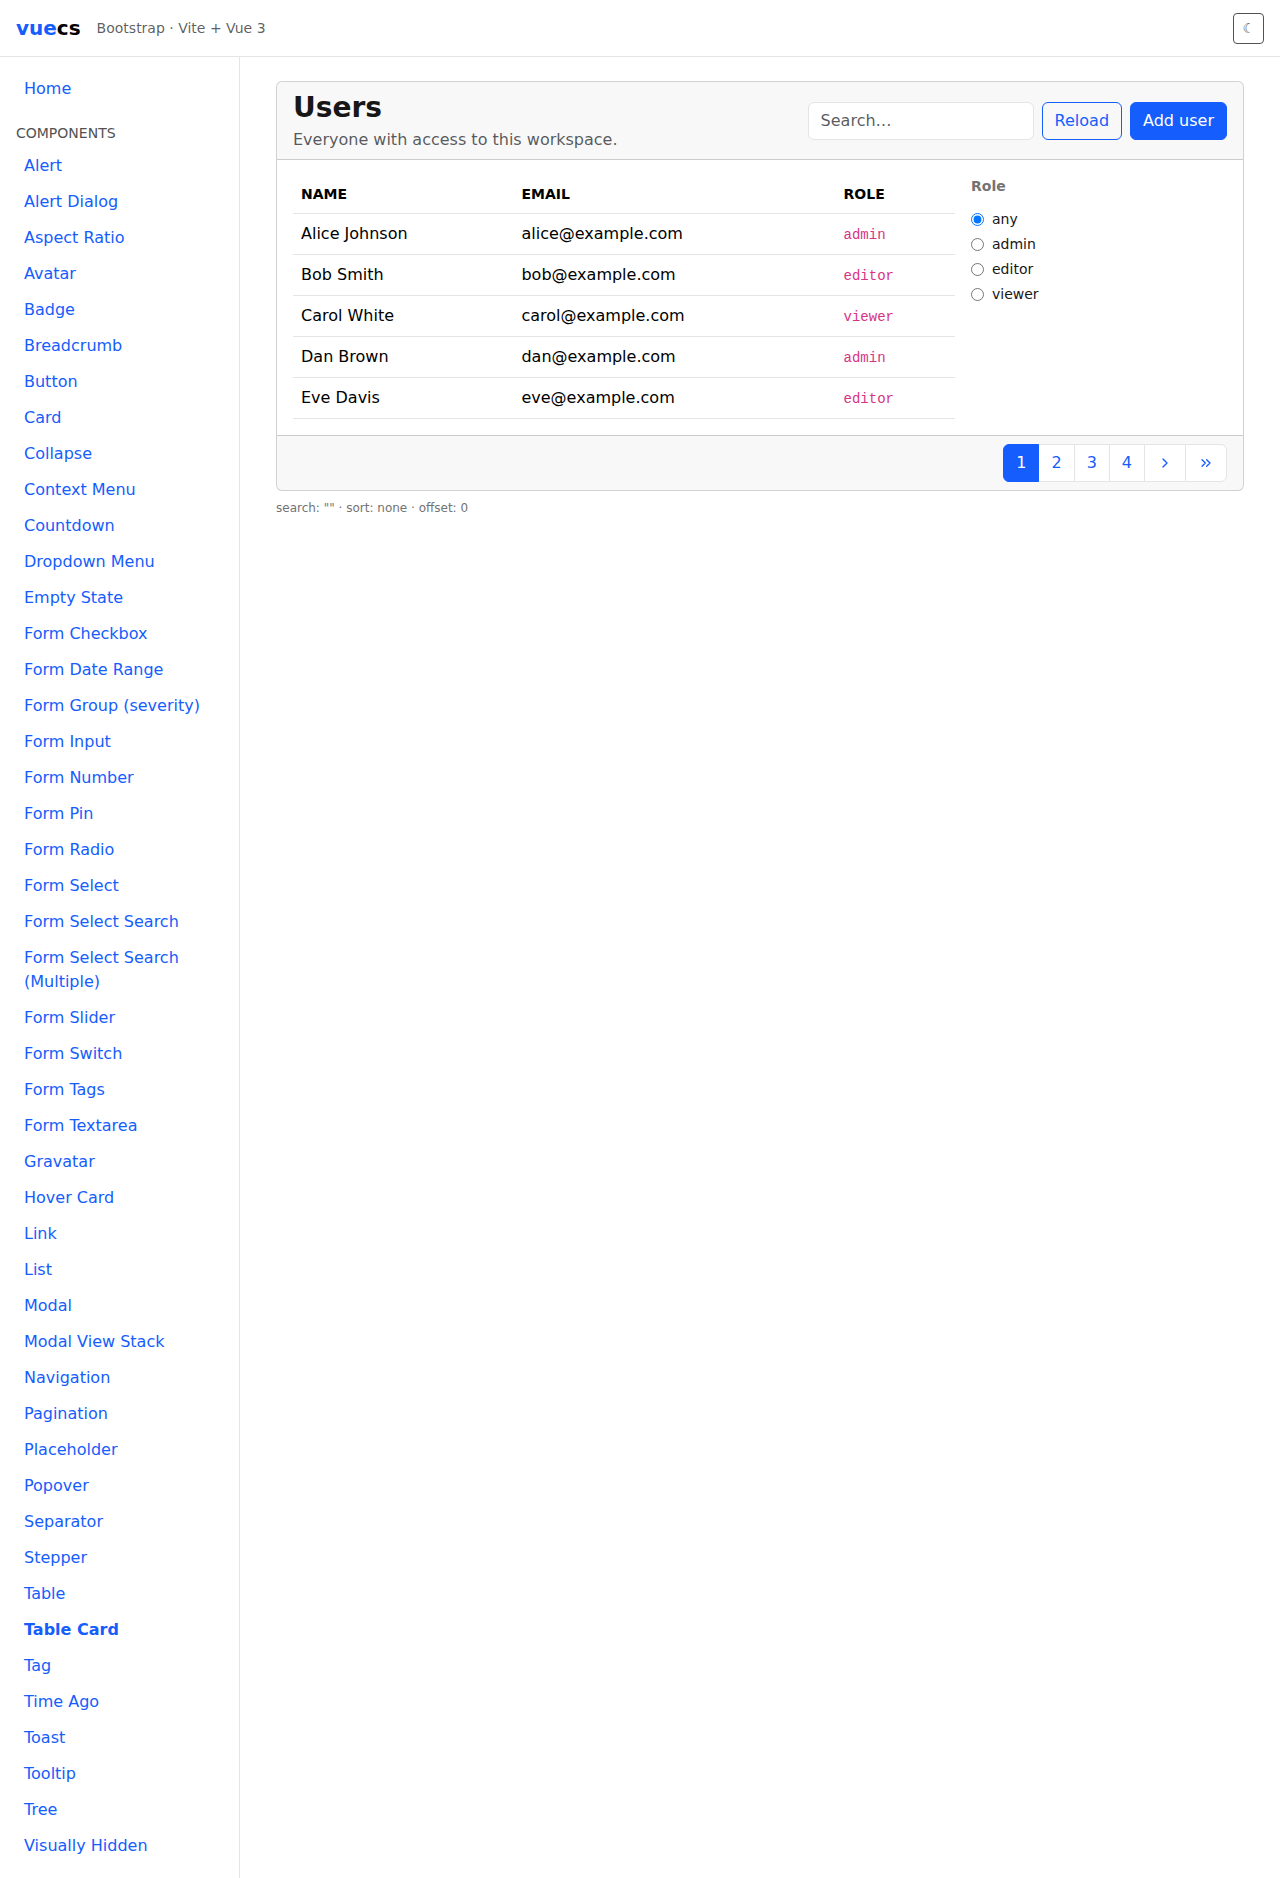 vuecs Bootstrap · Vite + Vue 3 ☾
Home
COMPONENTS
Alert
Alert Dialog
Aspect Ratio
Avatar
Badge
Breadcrumb
Button
Card
Collapse
Context Menu
Countdown
Dropdown Menu
Empty State
Form Checkbox
Form Date Range
Form Group (severity)
Form Input
Form Number
Form Pin
Form Radio
Form Select
Form Select Search
Form Select Search
(Multiple)
Form Slider
Form Switch
Form Tags
Form Textarea
Gravatar
Hover Card
Link
List
Modal
Modal View Stack
Navigation
Pagination
Placeholder
Popover
Separator
Stepper
Table
Table Card
Tag
Time Ago
Toast
Tooltip
Tree
Visually Hidden
Users
Everyone with access to this workspace.
Search... Reload Add user
NAME EMAIL ROLE
Alice Johnson alice@example.com admin
Bob Smith bob@example.com editor
Carol White carol@example.com viewer
Dan Brown dan@example.com admin
Eve Davis eve@example.com editor
Role
any
admin
editor
viewer
1 2 3 4 › »
search: "" · sort: none · offset: 0